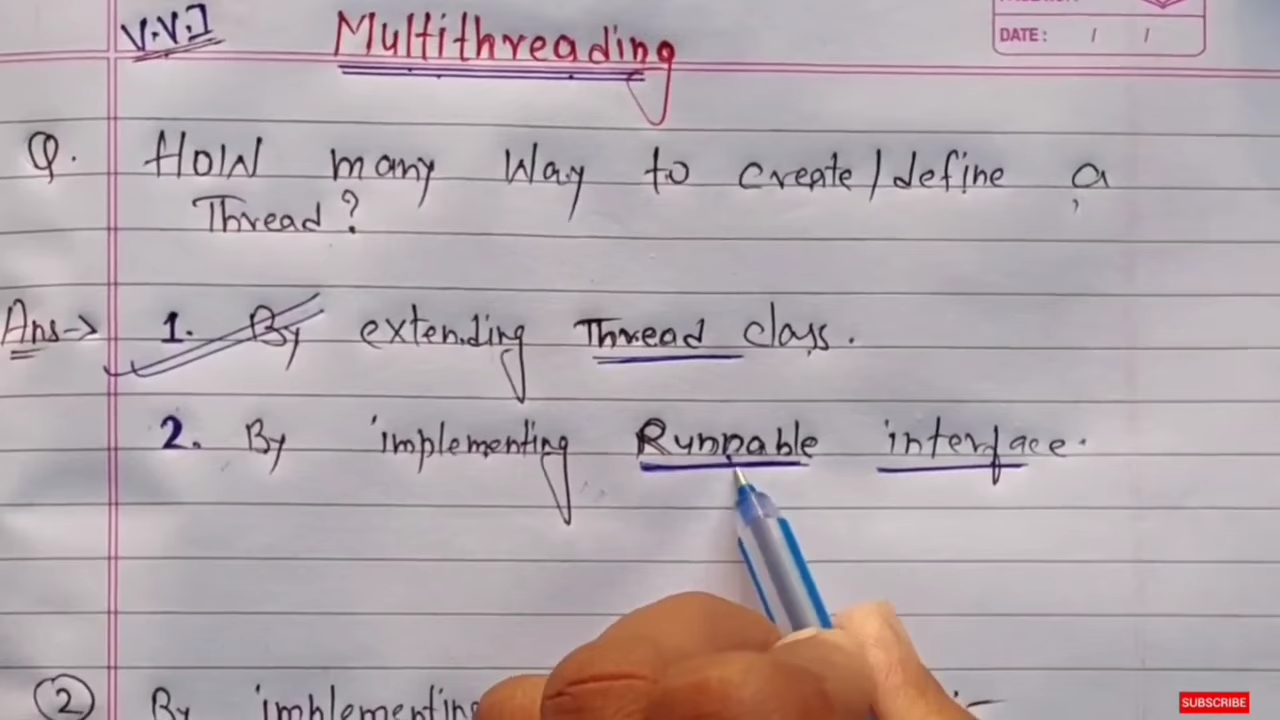 V.V.I Multithreading
DATE: / /
Q. How many Way to create/define a
Thread?
Ans-> 1. By extending Thread class.
2. By implementing Runnable interface.
2 By implementing
SUBSCRIBE